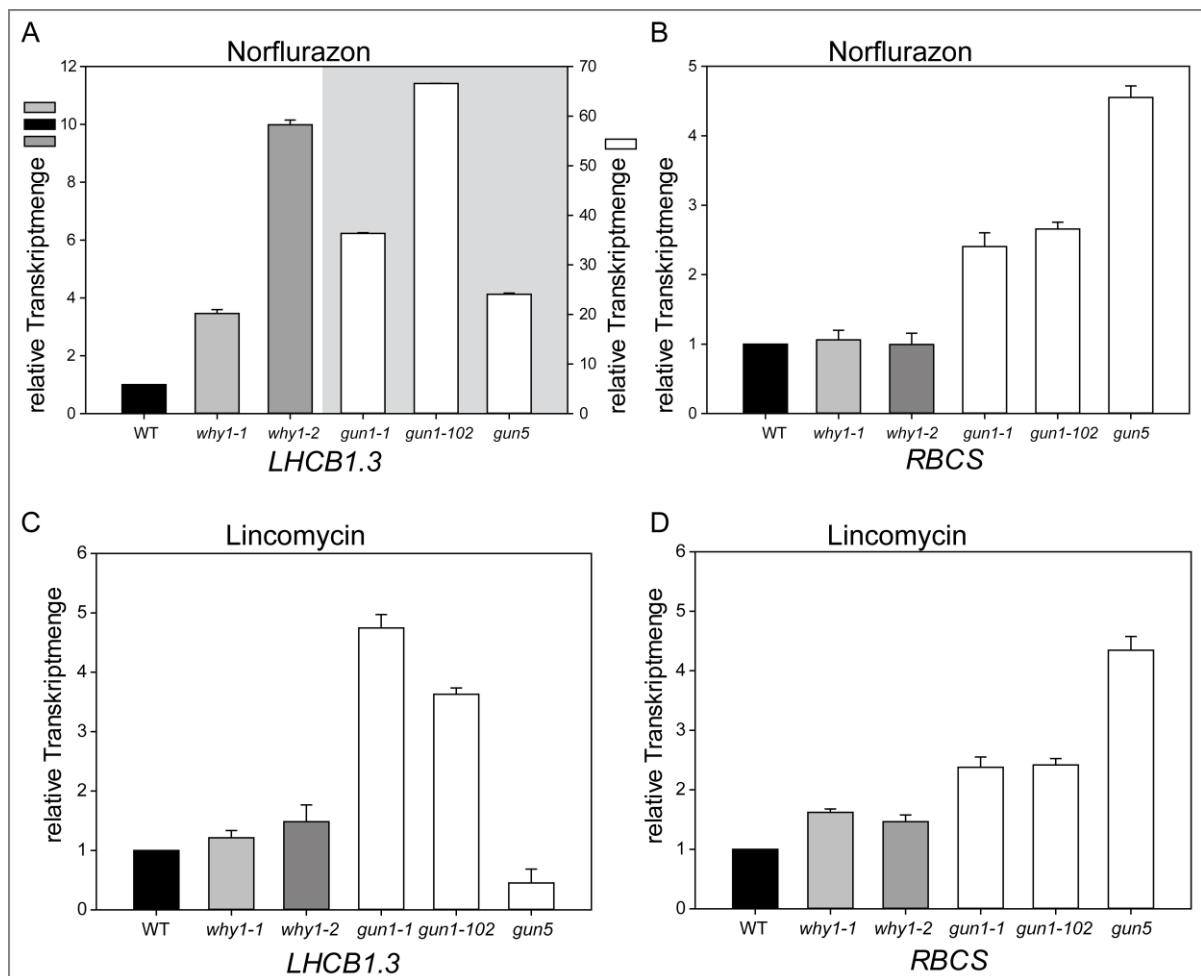 A
Norflurazon
12
10
8
6
4
2
0
relative Transkriptmenge
70
60
50
40
30
20
10
0
relative Transkriptmenge
WT why1-1 why1-2 gun1-1 gun1-102 gun5
LHCB1.3
B
Norflurazon
5
4
3
2
1
0
relative Transkriptmenge
WT why1-1 why1-2 gun1-1 gun1-102 gun5
RBCS
C
Lincomycin
6
5
4
3
2
1
0
relative Transkriptmenge
WT why1-1 why1-2 gun1-1 gun1-102 gun5
LHCB1.3
D
Lincomycin
6
5
4
3
2
1
0
relative Transkriptmenge
WT why1-1 why1-2 gun1-1 gun1-102 gun5
RBCS